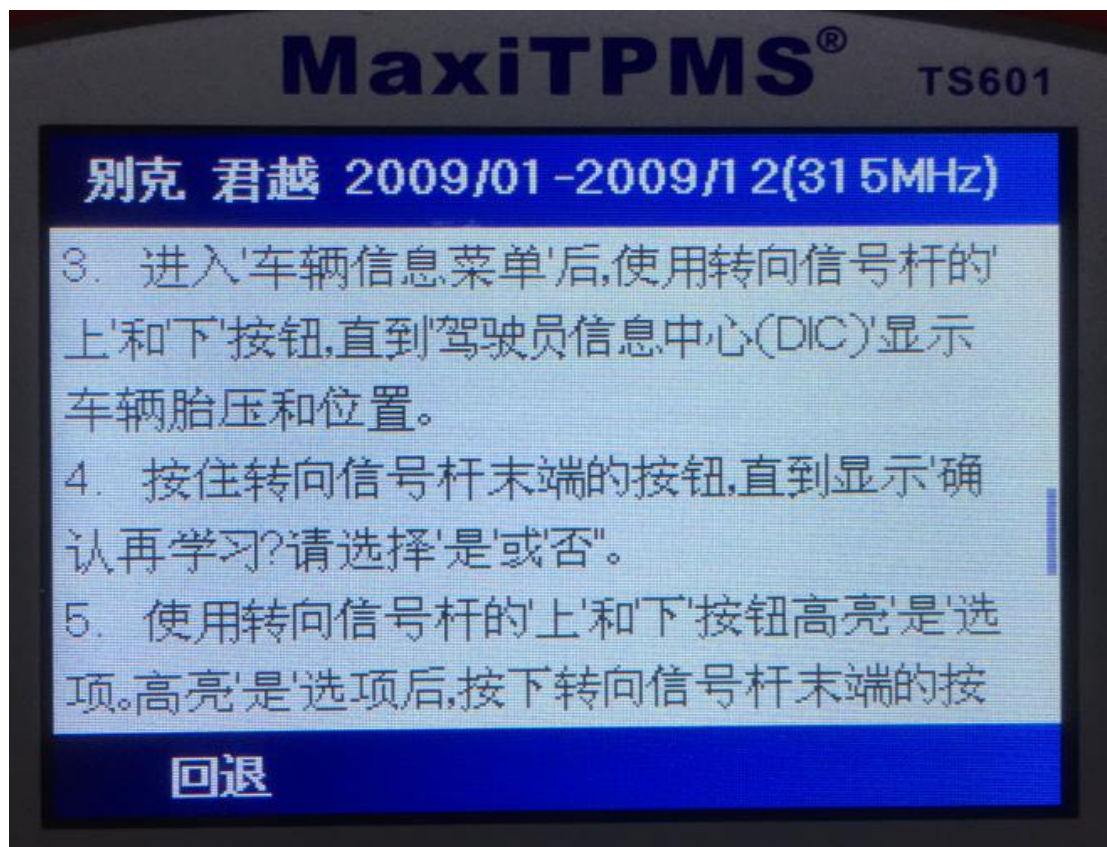 MaxiTPMS® TS601
别克 君越 2009/01-2009/12(315MHz)
3. 进入'车辆信息菜单'后,使用转向信号杆的'
上'和'下'按钮,直到'驾驶员信息中心(DIC)'显示
车辆胎压和位置。
4. 按住转向信号杆末端的按钮,直到显示'确
认再学习?请选择'是'或'否''。
5. 使用转向信号杆的'上'和'下'按钮高亮'是'选
项。高亮'是'选项后,按下转向信号杆末端的按
回退